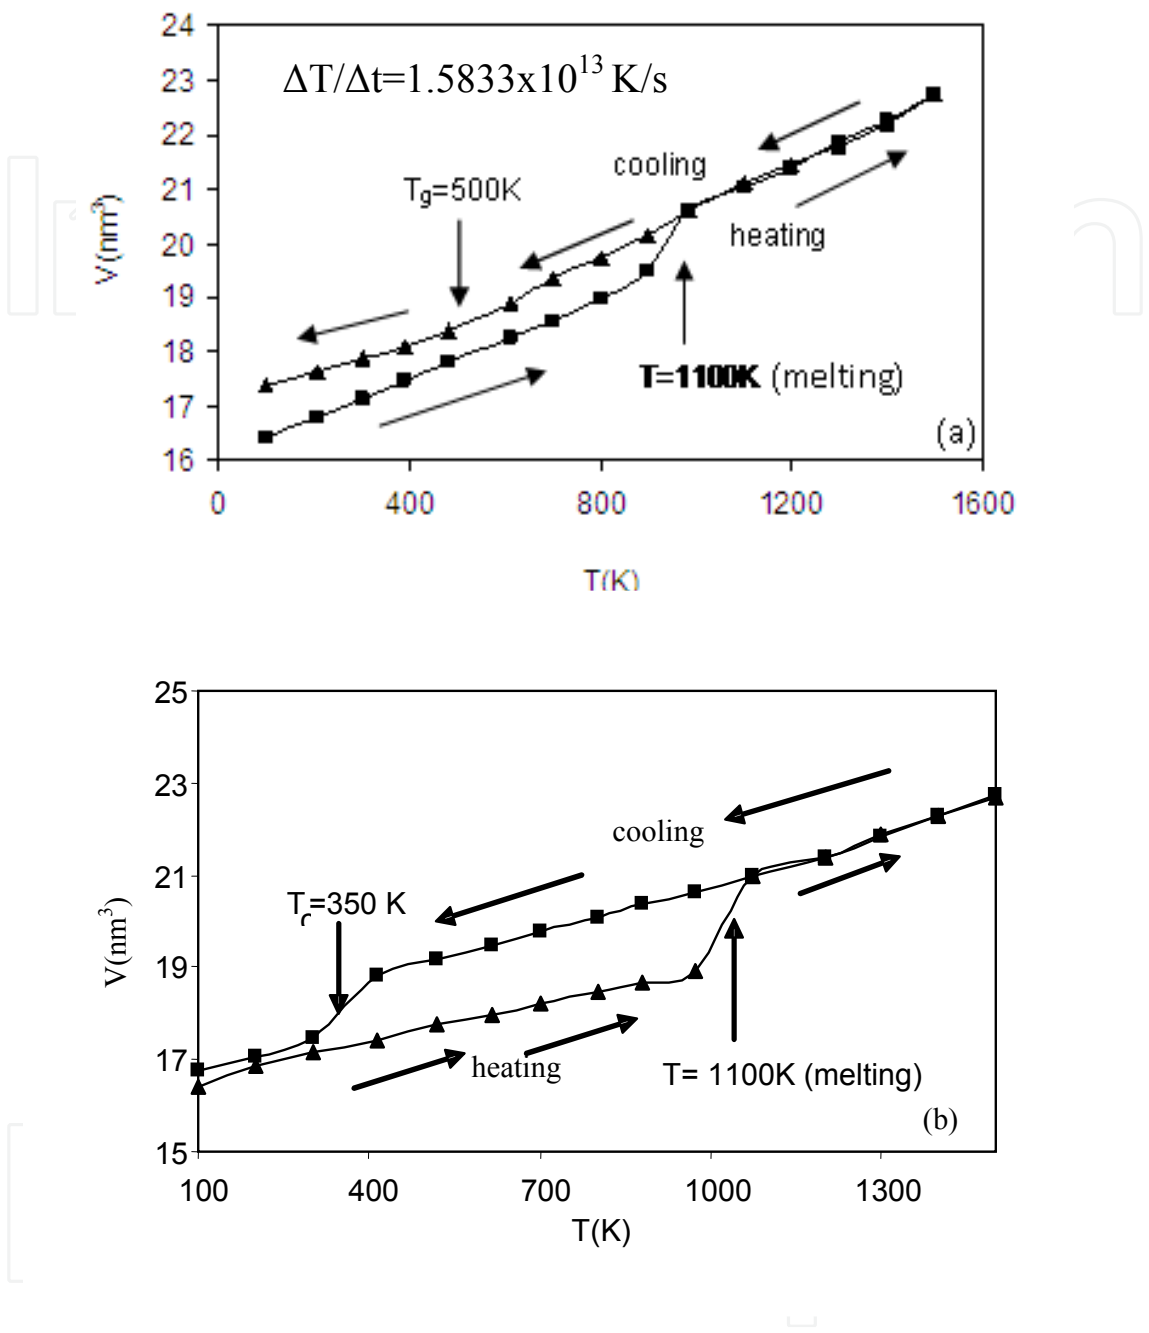 24
ΔT/Δt=1.5833x10¹³ K/s
23
22
cooling
21
Tg=500K
heating
20
V(nm³)
19
18
T=1100K (melting)
17
(a)
16
0 400 800 1200 1600
T(K)
25
23
cooling
21
Tc=350 K
V(nm³)
19
17
heating
T= 1100K (melting)
(b)
15
100 400 700 1000 1300
T(K)